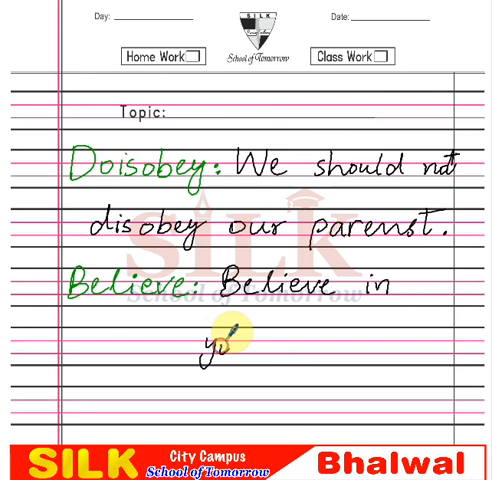 Day:
SILK
Date:
Home Work
School of Tomorrow
Class Work
Topic:
Doisobey: We should not
disobey our parenst.
SILK
Believe: Believe in
School of Tomorrow
yo
SILK City Campus School of Tomorrow Bhalwal